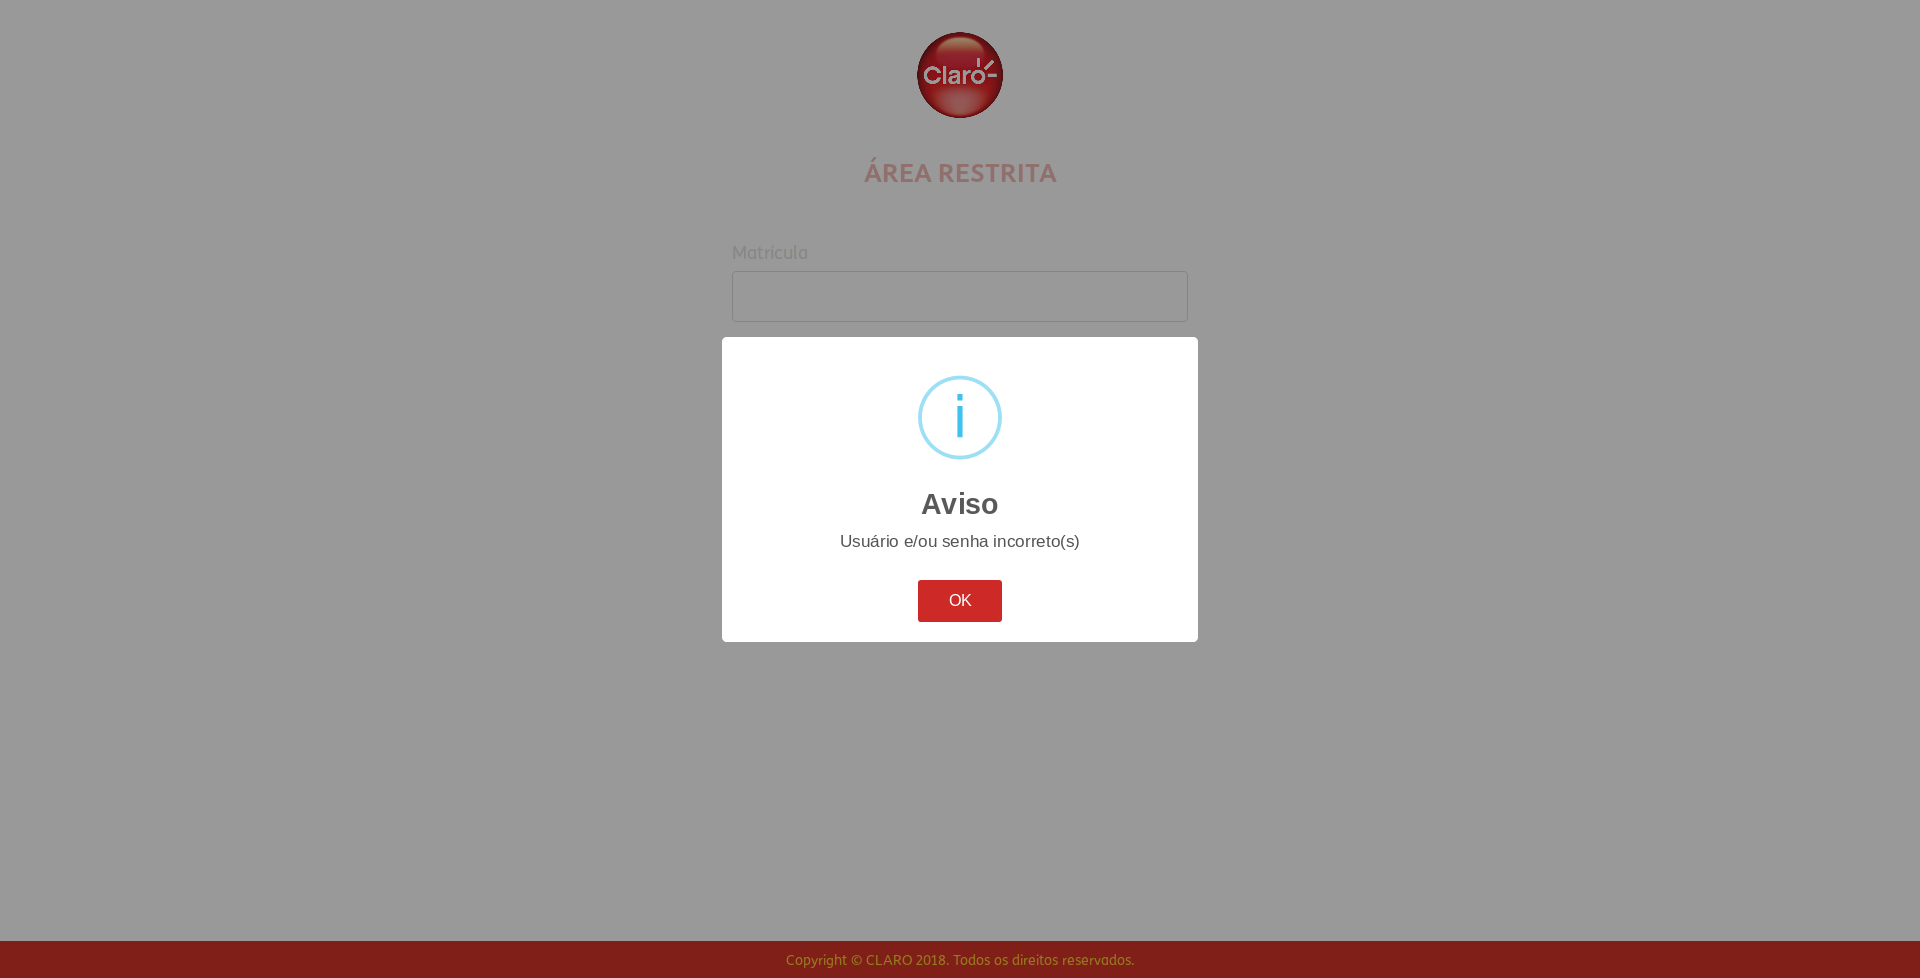 Claro
ÁREA RESTRITA
Matrícula
i
Aviso
Usuário e/ou senha incorreto(s)
OK
Copyright © CLARO 2018. Todos os direitos reservados.